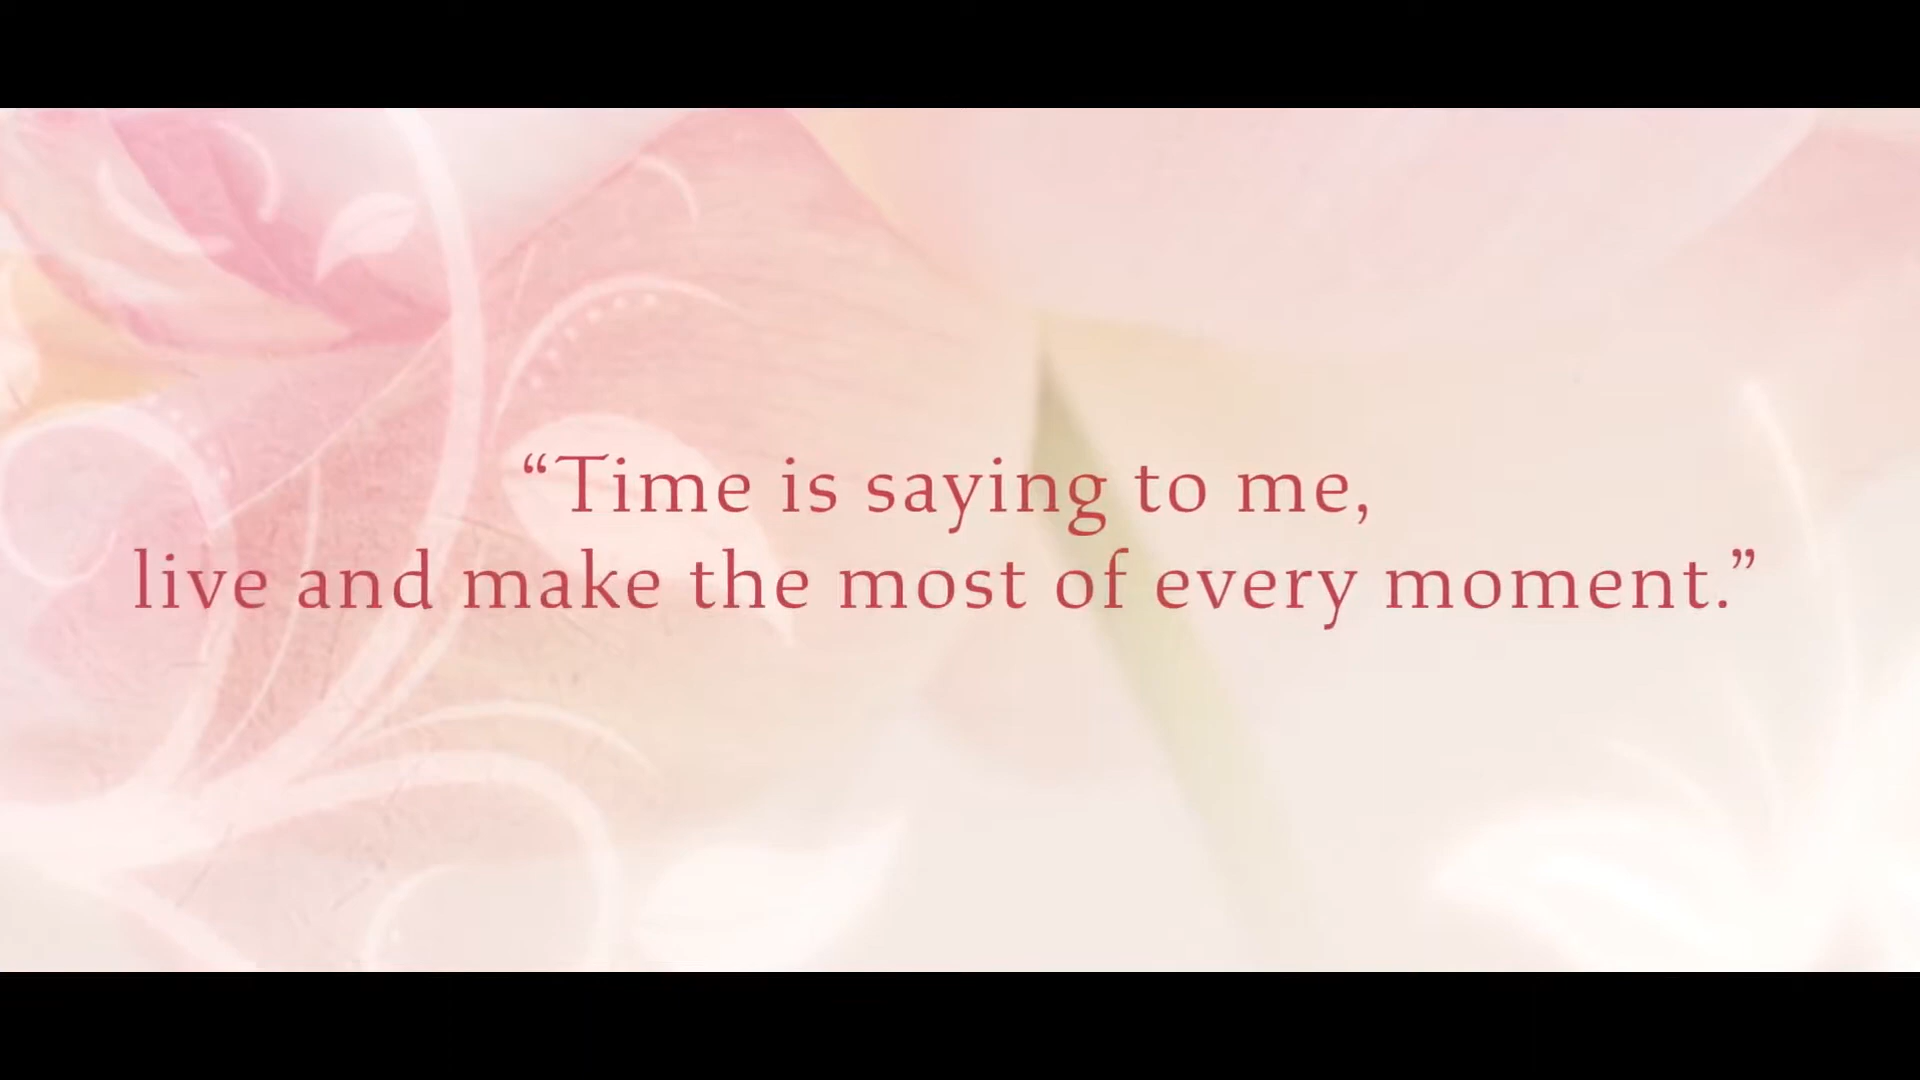 “Time is saying to me,
live and make the most of every moment.”